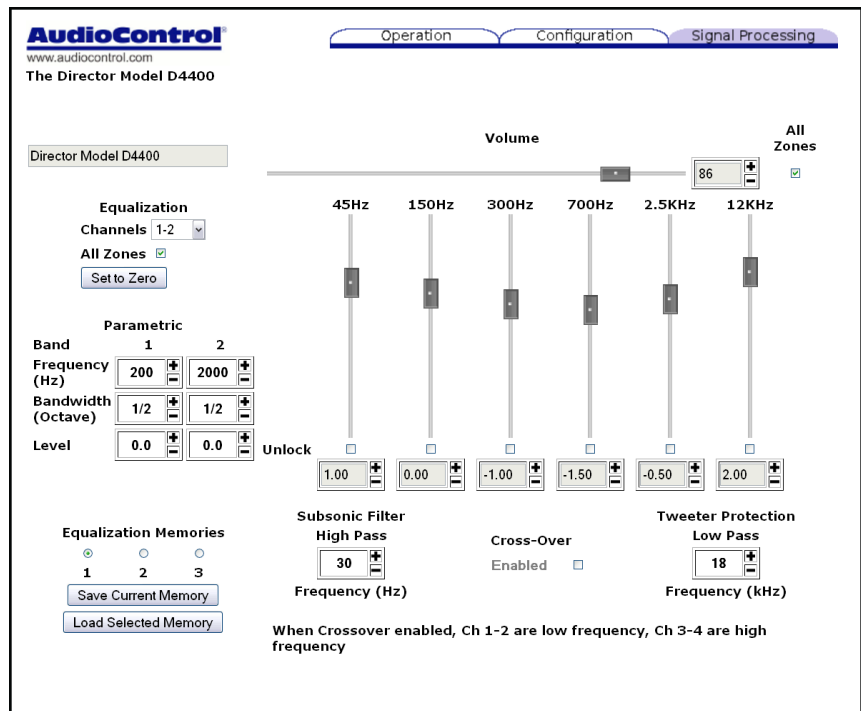 AudioControl®
www.audiocontrol.com
The Director Model D4400
Operation Configuration Signal Processing
Volume
All
Zones
Director Model D4400
86 + −
Equalization
Channels 1-2
All Zones
Set to Zero
45Hz 150Hz 300Hz 700Hz 2.5KHz 12KHz
Parametric
Band 1 2
Frequency
(Hz) 200 + − 2000 + −
Bandwidth
(Octave) 1/2 + − 1/2 + −
Level 0.0 + − 0.0 + −
Unlock
1.00 + − 0.00 + − -1.00 + − -1.50 + − -0.50 + − 2.00 + −
Equalization Memories
1 2 3
Save Current Memory
Load Selected Memory
Subsonic Filter
High Pass
30 + −
Frequency (Hz)
Cross-Over
Enabled
Tweeter Protection
Low Pass
18 + −
Frequency (kHz)
When Crossover enabled, Ch 1-2 are low frequency, Ch 3-4 are high
frequency